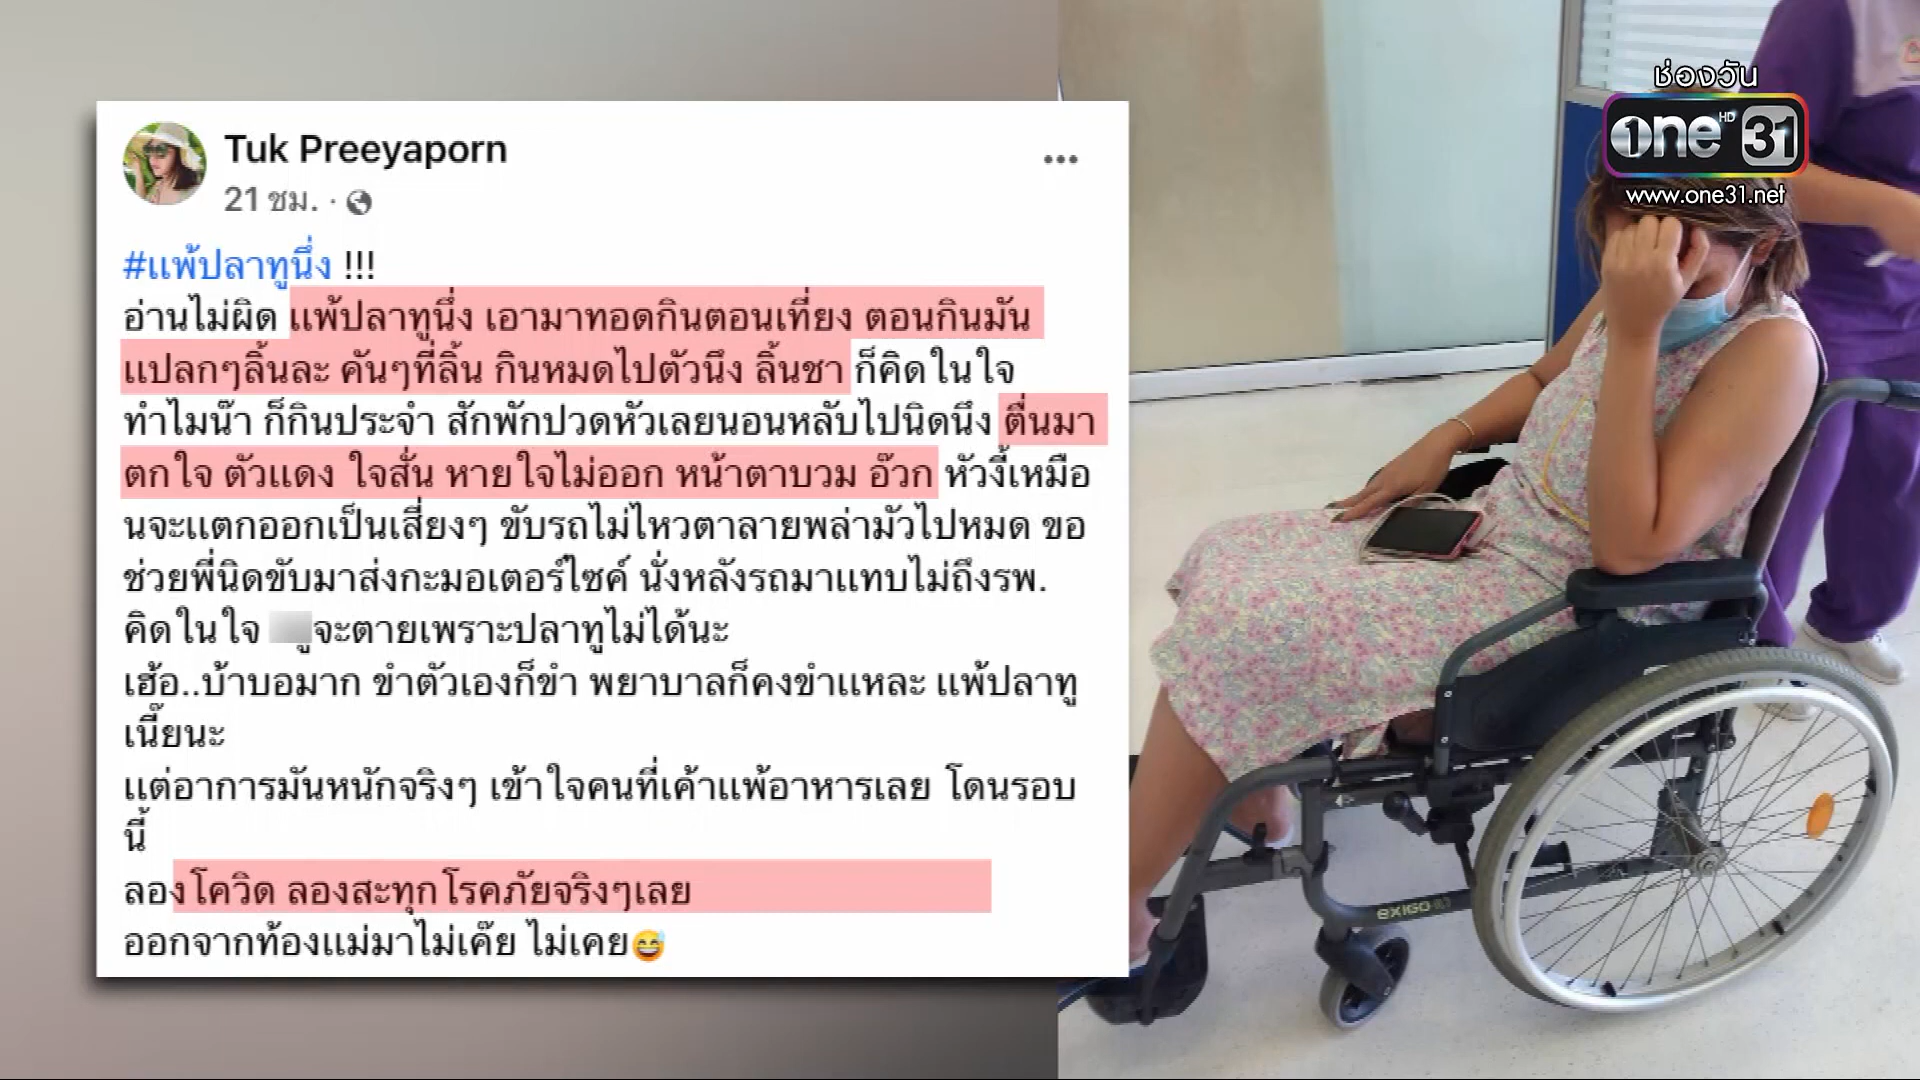 Tuk Preeyaporn
21 ชม.
#แพ้ปลาทูนึ่ง !!!
อ่านไม่ผิด แพ้ปลาทูนึ่ง เอามาทอดกินตอนเที่ยง ตอนกินมัน
แปลกๆลิ้นละ คันๆที่ลิ้น กินหมดไปตัวนึง ลิ้นชา ก็คิดในใจ
ทำไมน๊า ก็กินประจำ สักพักปวดหัวเลยนอนหลับไปนิดนึง ตื่นมา
ตกใจ ตัวแดง ใจสั่น หายใจไม่ออก หน้าตาบวม อ๊วก หัวงี้เหมือ
นจะแตกออกเป็นเสี่ยงๆ ขับรถไม่ไหวตาลายพล่ามัวไปหมด ขอ
ช่วยพี่นิดขับมาส่งกะมอเตอร์ไซค์ นั่งหลังรถมาแทบไม่ถึงรพ.
คิดในใจ จะตายเพราะปลาทูไม่ได้นะ
เฮ้อ..บ้าบอมาก ขำตัวเองก็ขำ พยาบาลก็คงขำแหละ แพ้ปลาทู
เนี๊ยนะ
แต่อาการมันหนักจริงๆ เข้าใจคนที่เค้าแพ้อาหารเลย โดนรอบ
นี้
ลองโควิด ลองสะทุกโรคภัยจริงๆเลย
ออกจากท้องแม่มาไม่เค๊ย ไม่เคย😅
ช่องวัน
one HD 31
www.one31.net
EXIGO